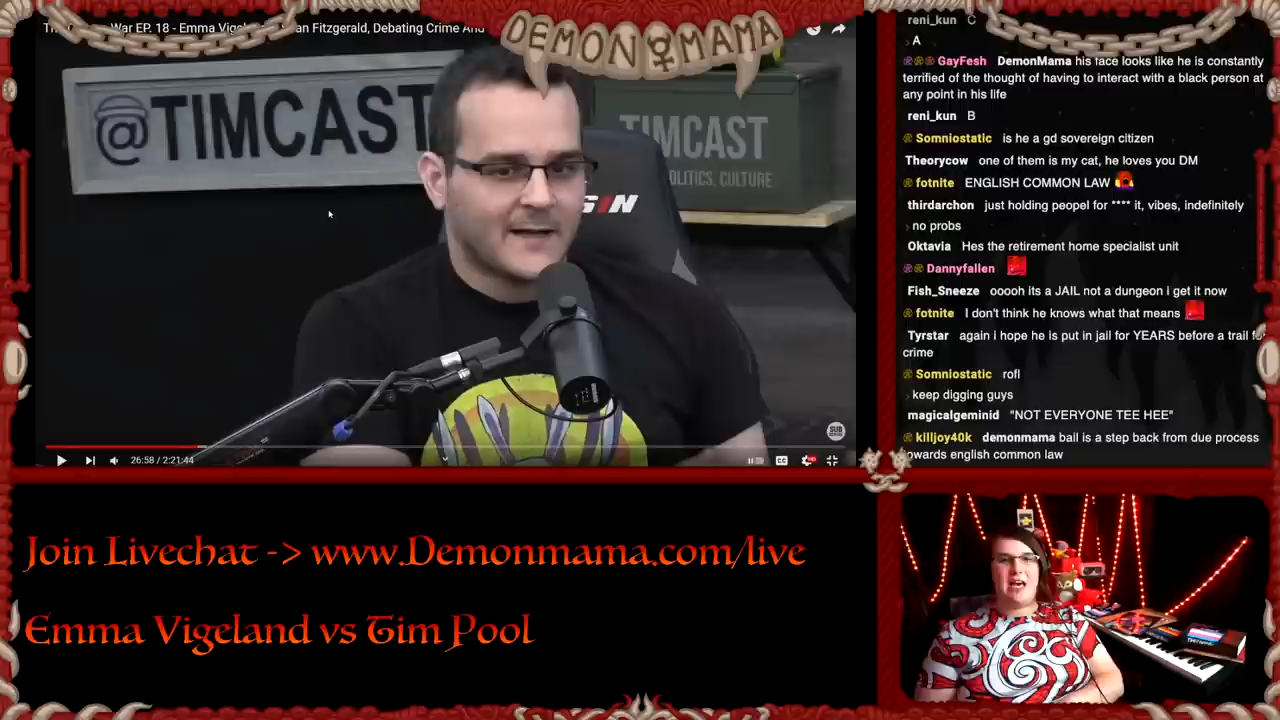 War EP. 18 - Emma
an Fitzgerald, Debating Crime And
DEMON MAMA
@TIMCAST
TIMCAST
POLITICS, CULTURE
SUB
26:58 / 2:21:44
CC
reni_kun C
A
GayFesh DemonMama his face looks like he is constantly
terrified of the thought of having to interact with a black person at
any point in his life
reni_kun B
Somniostatic is he a gd sovereign citizen
Theorycow one of them is my cat, he loves you DM
fotnite ENGLISH COMMON LAW
thirdarchon just holding peopel for **** it, vibes, indefinitely
no probs
Oktavia Hes the retirement home specialist unit
Dannyfallen
Fish_Sneeze ooooh its a JAIL not a dungeon i get it now
fotnite I don't think he knows what that means
Tyrstar again i hope he is put in jail for YEARS before a trail
crime
Somniostatic rofl
keep digging guys
magicalgeminid "NOT EVERYONE TEE HEE"
killjoy40k demonmama bail is a step back from due process
owards english common law
Join Livechat -> www.Demonmama.com/live
Emma Vigeland vs Tim Pool